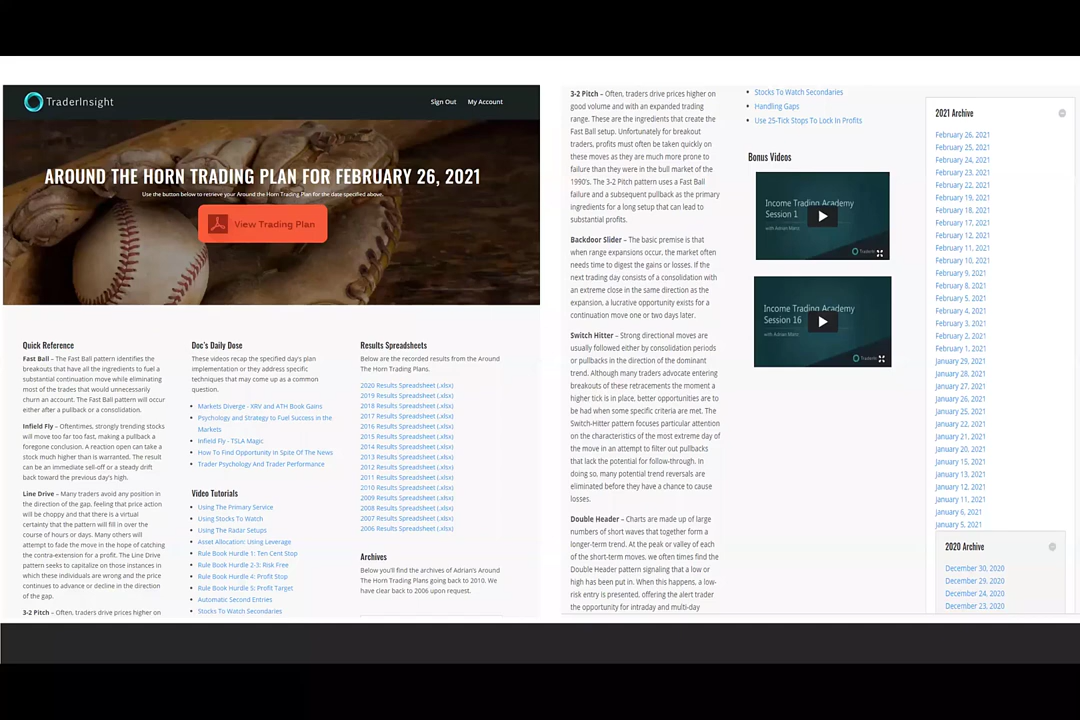 TraderInsight
Sign Out
My Account
AROUND THE HORN TRADING PLAN FOR FEBRUARY 26, 2021
Use the button below to retrieve your Around the Horn Trading Plan for the date specified above.
View Trading Plan
Quick Reference
Fast Ball – The Fast Ball pattern identifies the
breakouts that have all the ingredients to fuel a
substantial continuation move while eliminating
most of the trades that would unnecessarily
churn an account. The Fast Ball pattern will occur
either after a pullback or a consolidation.
Infield Fly – Oftentimes, strongly trending stocks
will move too far too fast, making a pullback a
foregone conclusion. A reaction open can take a
stock much higher than is warranted. The result
can be an immediate sell-off or a steady drift
back toward the previous day's high.
Line Drive – Many traders avoid any position in
the direction of the gap, feeling that price action
will be choppy and that there is a virtual
certainty that the pattern will fill in over the
course of hours or days. Many others will
attempt to fade the move in the hope of catching
the contra-extension for a profit. The Line Drive
pattern seeks to capitalize on those instances in
which these individuals are wrong and the price
continues to advance or decline in the direction
of the gap.
3-2 Pitch – Often, traders drive prices higher on
Doc's Daily Dose
These videos recap the specified day's plan
implementation or they address specific
techniques that may come up as a common
question.
Markets Diverge - XRV and ATH Book Gains
Psychology and Strategy to Fuel Success in the
Markets
Infield Fly - TSLA Magic
How To Find Opportunity In Spite Of The News
Trader Psychology And Trader Performance
Video Tutorials
Using The Primary Service
Using Stocks To Watch
Using The Radar Setups
Asset Allocation: Using Leverage
Rule Book Hurdle 1: Ten Cent Stop
Rule Book Hurdle 2-3: Risk Free
Rule Book Hurdle 4: Profit Stop
Rule Book Hurdle 5: Profit Target
Automatic Second Entries
Stocks To Watch Secondaries
Results Spreadsheets
Below are the recorded results from the Around
The Horn Trading Plans.
2020 Results Spreadsheet (.xlsx)
2019 Results Spreadsheet (.xlsx)
2018 Results Spreadsheet (.xlsx)
2017 Results Spreadsheet (.xlsx)
2016 Results Spreadsheet (.xlsx)
2015 Results Spreadsheet (.xlsx)
2014 Results Spreadsheet (.xlsx)
2013 Results Spreadsheet (.xlsx)
2012 Results Spreadsheet (.xlsx)
2011 Results Spreadsheet (.xlsx)
2010 Results Spreadsheet (.xlsx)
2009 Results Spreadsheet (.xlsx)
2008 Results Spreadsheet (.xlsx)
2007 Results Spreadsheet (.xlsx)
2006 Results Spreadsheet (.xlsx)
Archives
Below you'll find the archives of Adrian's Around
The Horn Trading Plans going back to 2010. We
have clear back to 2006 upon request.
3-2 Pitch – Often, traders drive prices higher on
good volume and with an expanded trading
range. These are the ingredients that create the
Fast Ball setup. Unfortunately for breakout
traders, profits must often be taken quickly on
these moves as they are much more prone to
failure than they were in the bull market of the
1990's. The 3-2 Pitch pattern uses a Fast Ball
failure and a subsequent pullback as the primary
ingredients for a long setup that can lead to
substantial profits.
Backdoor Slider – The basic premise is that
when range expansions occur, the market often
needs time to digest the gains or losses. If the
next trading day consists of a consolidation with
an extreme close in the same direction as the
expansion, a lucrative opportunity exists for a
continuation move one or two days later.
Switch Hitter – Strong directional moves are
usually followed either by consolidation periods
or pullbacks in the direction of the dominant
trend. Although many traders advocate entering
breakouts of these retracements the moment a
higher tick is in place, better opportunities are to
be had when some specific criteria are met. The
Switch-Hitter pattern focuses particular attention
on the characteristics of the most extreme day of
the move in an attempt to filter out pullbacks
that lack the potential for follow-through. In
doing so, many potential trend reversals are
eliminated before they have a chance to cause
losses.
Double Header – Charts are made up of large
numbers of short waves that together form a
longer-term trend. At the peak or valley of each
of the short-term moves, we often times find the
Double Header pattern signaling that a low or
high has been put in. When this happens, a low-
risk entry is presented, offering the alert trader
the opportunity for intraday and multi-day
Stocks To Watch Secondaries
Handling Gaps
Use 25-Tick Stops To Lock In Profits
Bonus Videos
Income Trading Academy
Session 1
with Adrian Manz
Income Trading Academy
Session 16
with Adrian Manz
2021 Archive
February 26, 2021
February 25, 2021
February 24, 2021
February 23, 2021
February 22, 2021
February 19, 2021
February 18, 2021
February 17, 2021
February 12, 2021
February 11, 2021
February 10, 2021
February 9, 2021
February 8, 2021
February 5, 2021
February 4, 2021
February 3, 2021
February 2, 2021
February 1, 2021
January 29, 2021
January 28, 2021
January 27, 2021
January 26, 2021
January 25, 2021
January 22, 2021
January 21, 2021
January 20, 2021
January 15, 2021
January 13, 2021
January 12, 2021
January 11, 2021
January 6, 2021
January 5, 2021
2020 Archive
December 30, 2020
December 29, 2020
December 24, 2020
December 23, 2020